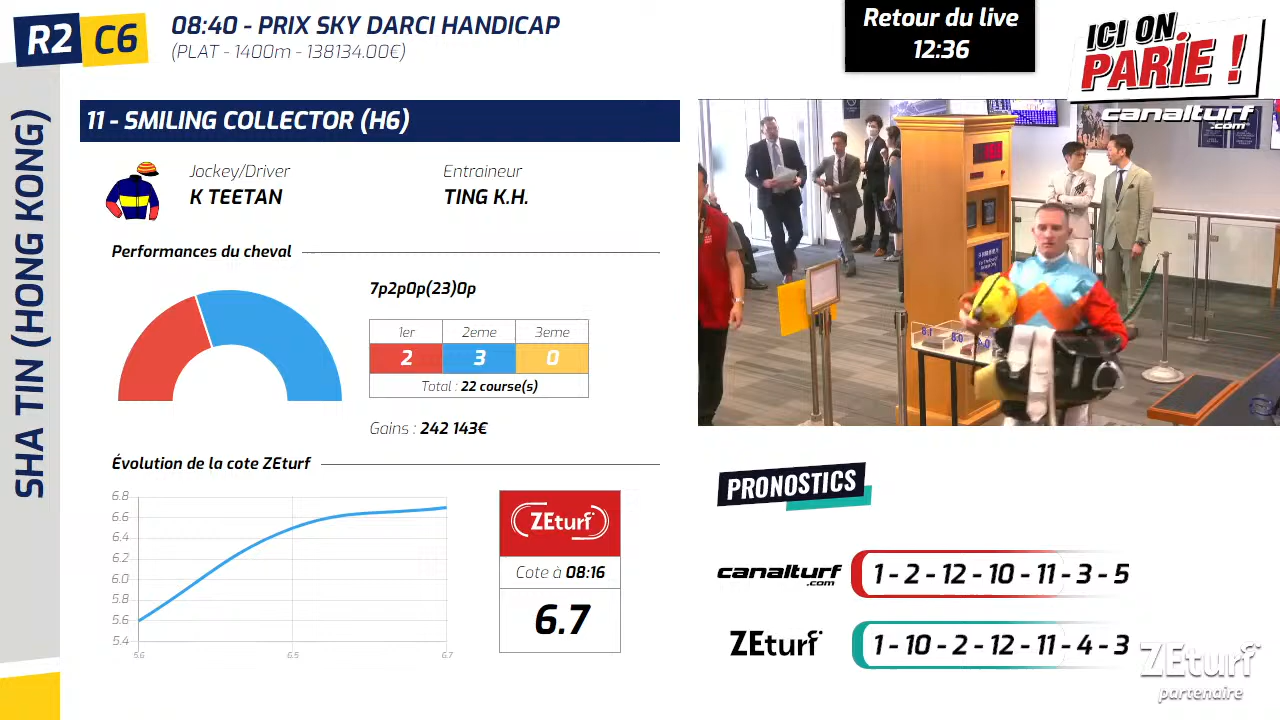 R2 C6
08:40 - PRIX SKY DARCI HANDICAP
(PLAT - 1400m - 138134.00€)
Retour du live
12:36
ICI ON
PARIE !
canalturf
.com
SHA TIN (HONG KONG)
11 - SMILING COLLECTOR (H6)
Jockey/Driver
K TEETAN
Entraineur
TING K.H.
Performances du cheval
7p2p0p(23)0p
1er 2eme 3eme
2 3 0
Total : 22 course(s)
Gains : 242 143€
Évolution de la cote ZEturf
6.8
6.6
6.4
6.2
6.0
5.8
5.6
5.4
5.6 6.5 6.7
ZEturf
Cote à 08:16
6.7
PRONOSTICS
canalturf
.com
1 - 2 - 12 - 10 - 11 - 3 - 5
ZEturf
1 - 10 - 2 - 12 - 11 - 4 - 3
ZEturf
partenaire